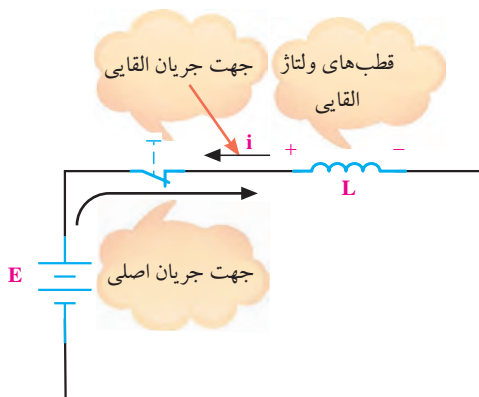 جهت جریان القایی
قطب‌های ولتاژ
القایی
i
+
−
L
جهت جریان اصلی
E